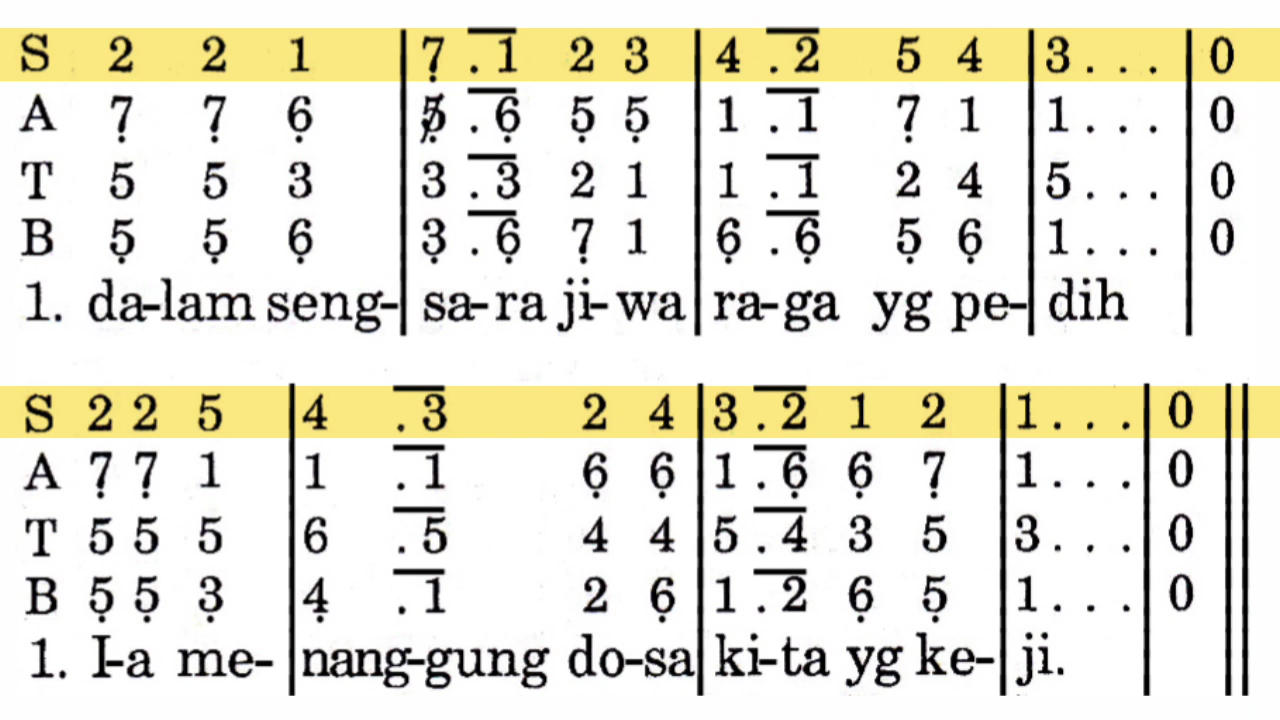 S 2 2 1 | 7̣ .1̅ 2 3 | 4 .2̅ 5 4 | 3 . . . | 0
A 7̣ 7̣ 6̣ | 5̸̣ .6̣̅ 5̣ 5̣ | 1 .1̅ 7̣ 1 | 1 . . . | 0
T 5 5 3 | 3 .3̅ 2 1 | 1 .1̅ 2 4 | 5 . . . | 0
B 5̣ 5̣ 6̣ | 3̣ .6̣̅ 7̣ 1 | 6̣ .6̣̅ 5̣ 6̣ | 1 . . . | 0
1. da-lam seng-| sa-ra ji-wa | ra-ga yg pe-| dih |
S 2 2 5 | 4 .3̅ 2 4 | 3 .2̅ 1 2 | 1 . . . | 0 ||
A 7̣ 7̣ 1 | 1 .1̅ 6̣ 6̣ | 1 .6̣̅ 6̣ 7̣ | 1 . . . | 0 ||
T 5 5 5 | 6 .5̅ 4 4 | 5 .4̅ 3 5 | 3 . . . | 0 ||
B 5̣ 5̣ 3̣ | 4̣ .1̅ 2 6̣ | 1 .2̅ 6̣ 5̣ | 1 . . . | 0 ||
1. I-a me- | nang-gung do-sa | ki-ta yg ke-| ji. | ||